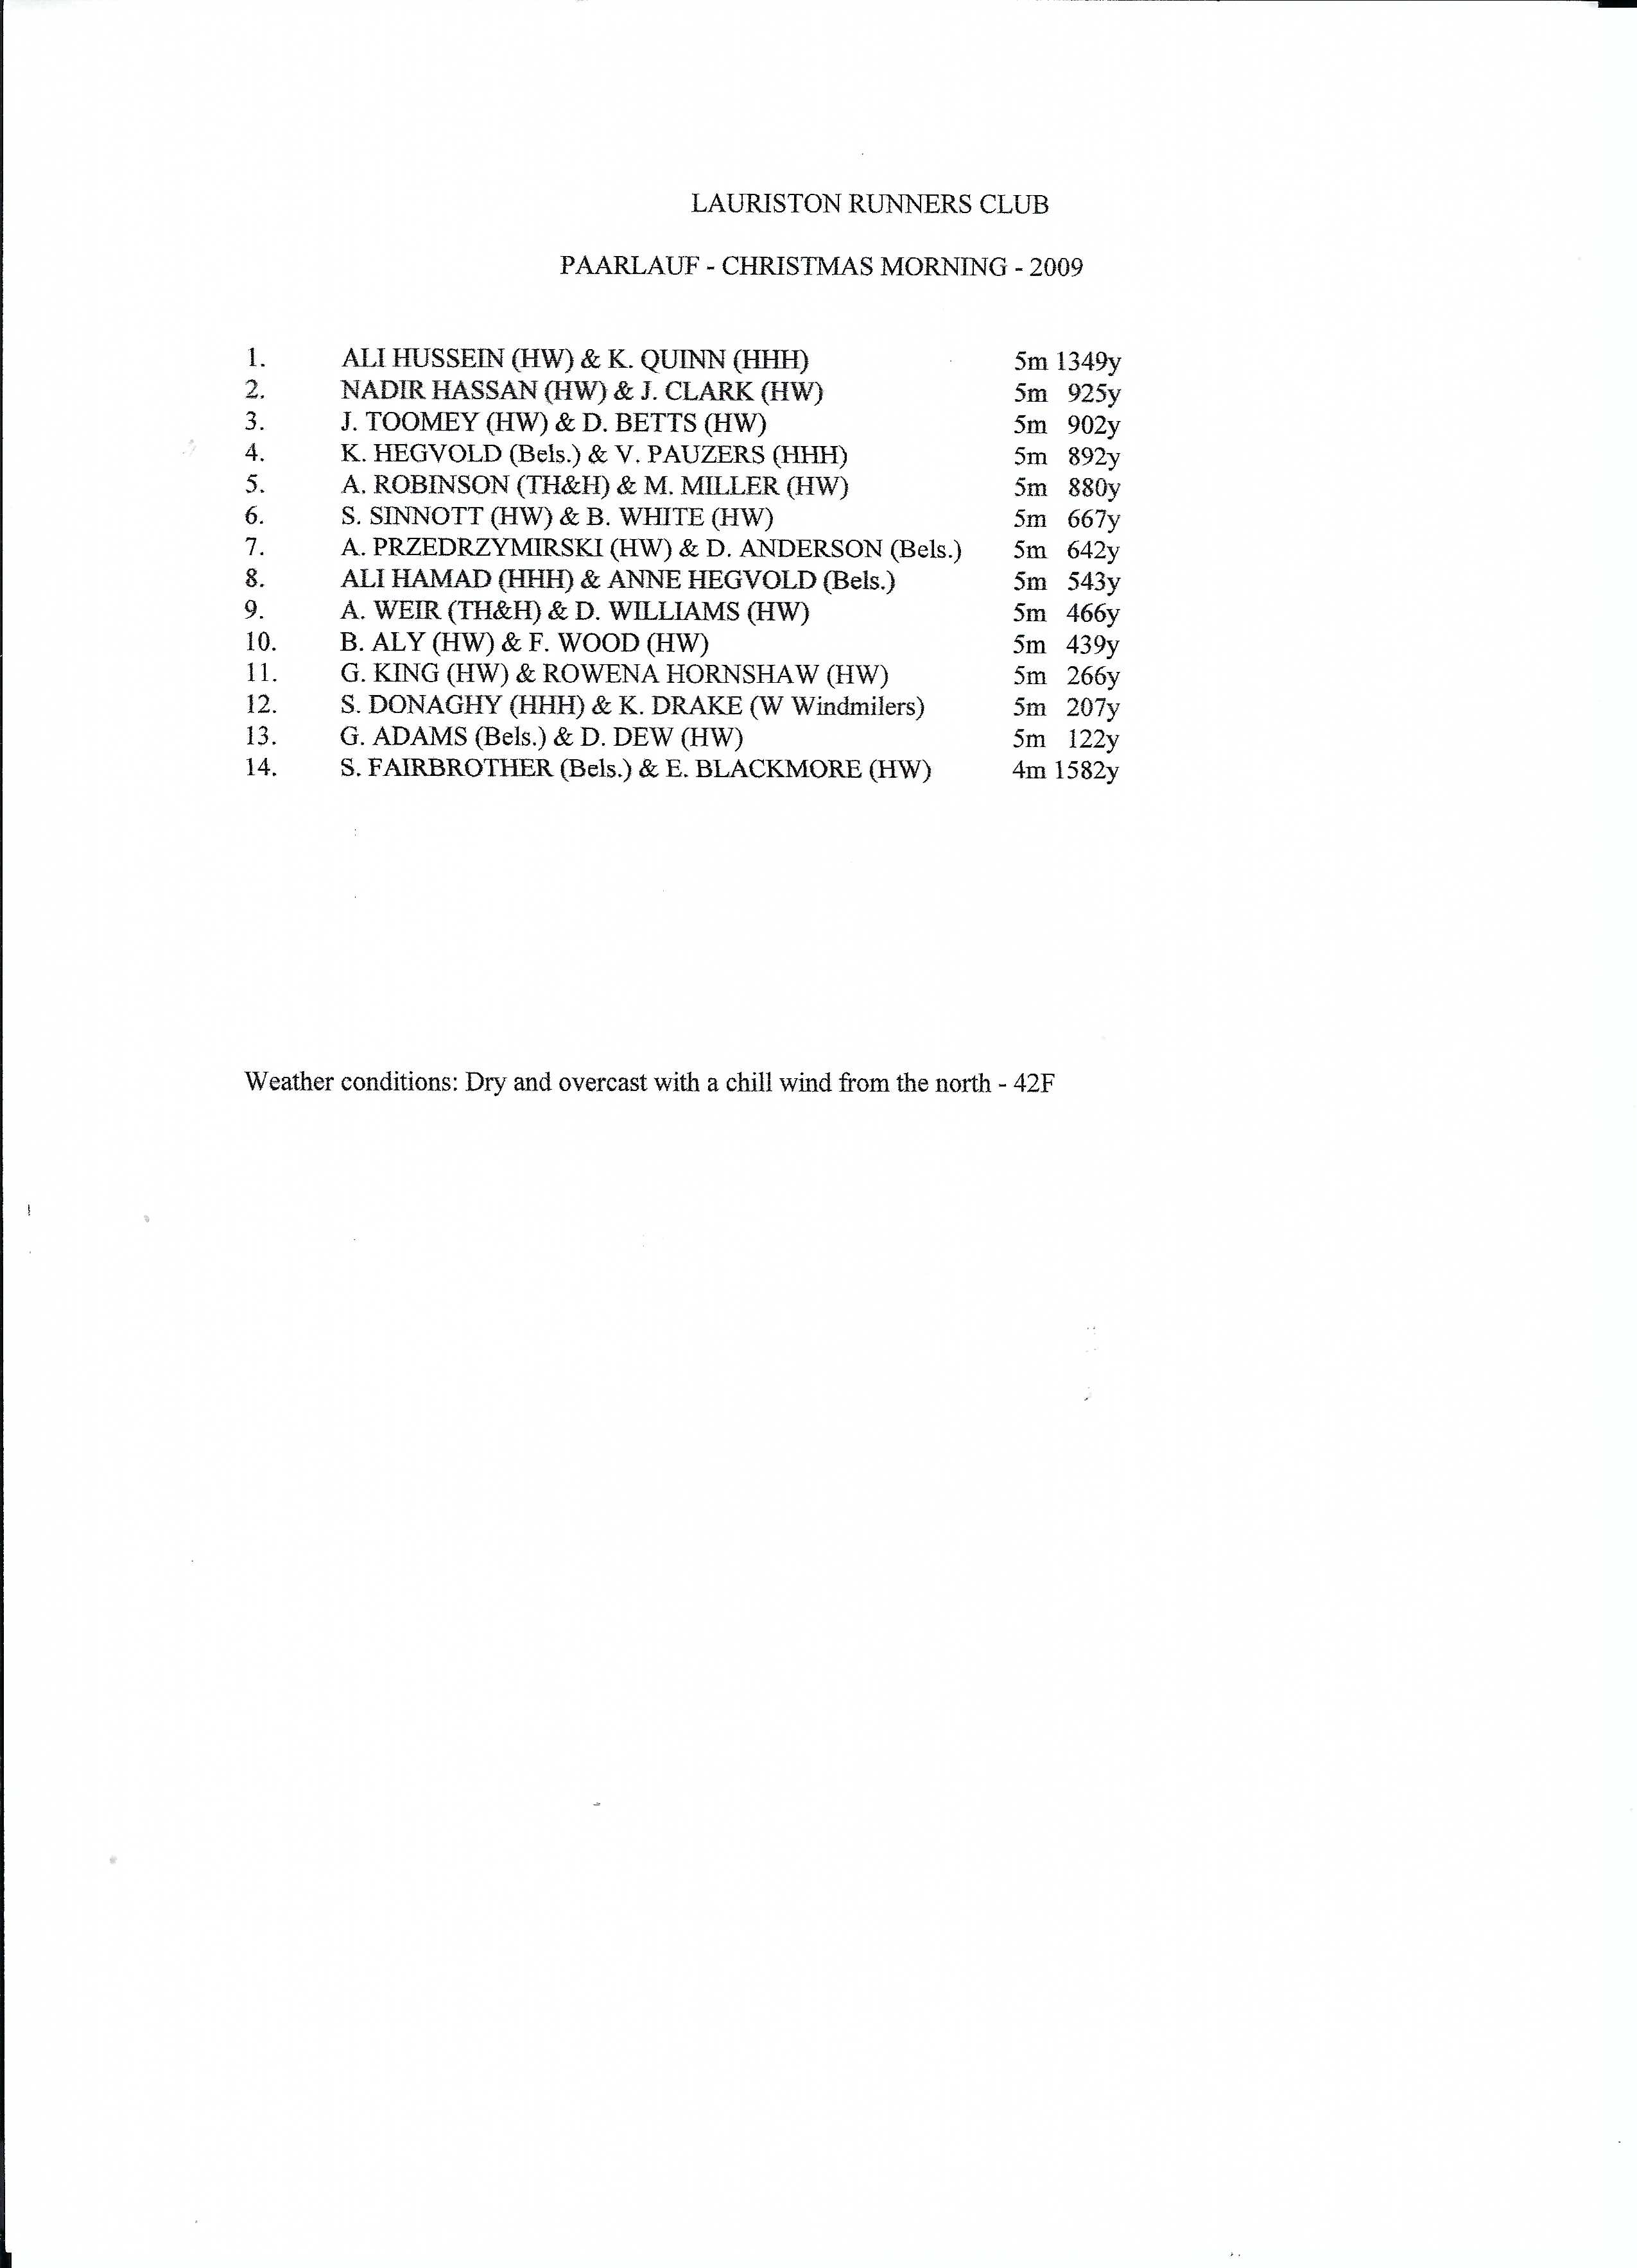 LAURISTON RUNNERS CLUB
PAARLAUF - CHRISTMAS MORNING - 2009
1. ALI HUSSEIN (HW) & K. QUINN (HHH) 5m 1349y
2. NADIR HASSAN (HW) & J. CLARK (HW) 5m 925y
3. J. TOOMEY (HW) & D. BETTS (HW) 5m 902y
4. K. HEGVOLD (Bels.) & V. PAUZERS (HHH) 5m 892y
5. A. ROBINSON (TH&H) & M. MILLER (HW) 5m 880y
6. S. SINNOTT (HW) & B. WHITE (HW) 5m 667y
7. A. PRZEDRZYMIRSKI (HW) & D. ANDERSON (Bels.) 5m 642y
8. ALI HAMAD (HHH) & ANNE HEGVOLD (Bels.) 5m 543y
9. A. WEIR (TH&H) & D. WILLIAMS (HW) 5m 466y
10. B. ALY (HW) & F. WOOD (HW) 5m 439y
11. G. KING (HW) & ROWENA HORNSHAW (HW) 5m 266y
12. S. DONAGHY (HHH) & K. DRAKE (W Windmilers) 5m 207y
13. G. ADAMS (Bels.) & D. DEW (HW) 5m 122y
14. S. FAIRBROTHER (Bels.) & E. BLACKMORE (HW) 4m 1582y
Weather conditions: Dry and overcast with a chill wind from the north - 42F